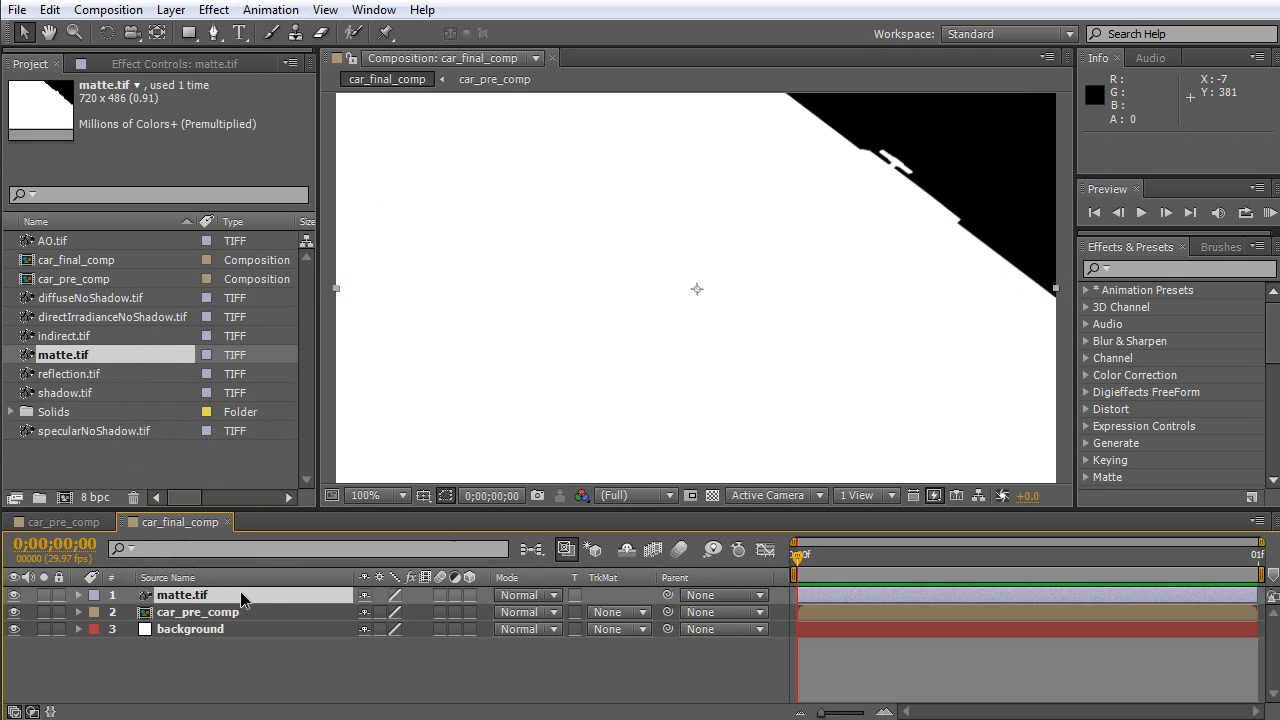 File Edit Composition Layer Effect Animation View Window Help
Workspace: Standard Search Help
Project Effect Controls: matte.tif
matte.tif , used 1 time
720 x 486 (0.91)
Millions of Colors+ (Premultiplied)
Name Type Size
AO.tif TIFF
car_final_comp Composition
car_pre_comp Composition
diffuseNoShadow.tif TIFF
directIrradianceNoShadow.tif TIFF
indirect.tif TIFF
matte.tif TIFF
reflection.tif TIFF
shadow.tif TIFF
Solids Folder
specularNoShadow.tif TIFF
8 bpc
Composition: car_final_comp
car_final_comp car_pre_comp
100% 0;00;00;00 (Full) Active Camera 1 View +0.0
Info Audio
R: X: -7
G: Y: 381
B:
A: 0
Preview
Effects & Presets Brushes
* Animation Presets
3D Channel
Audio
Blur & Sharpen
Channel
Color Correction
Digieffects FreeForm
Distort
Expression Controls
Generate
Keying
Matte
car_pre_comp car_final_comp
0;00;00;00
00000 (29.97 fps)
01f
# Source Name fx Mode T TrkMat Parent
1 matte.tif Normal None
2 car_pre_comp Normal None None
3 background Normal None None